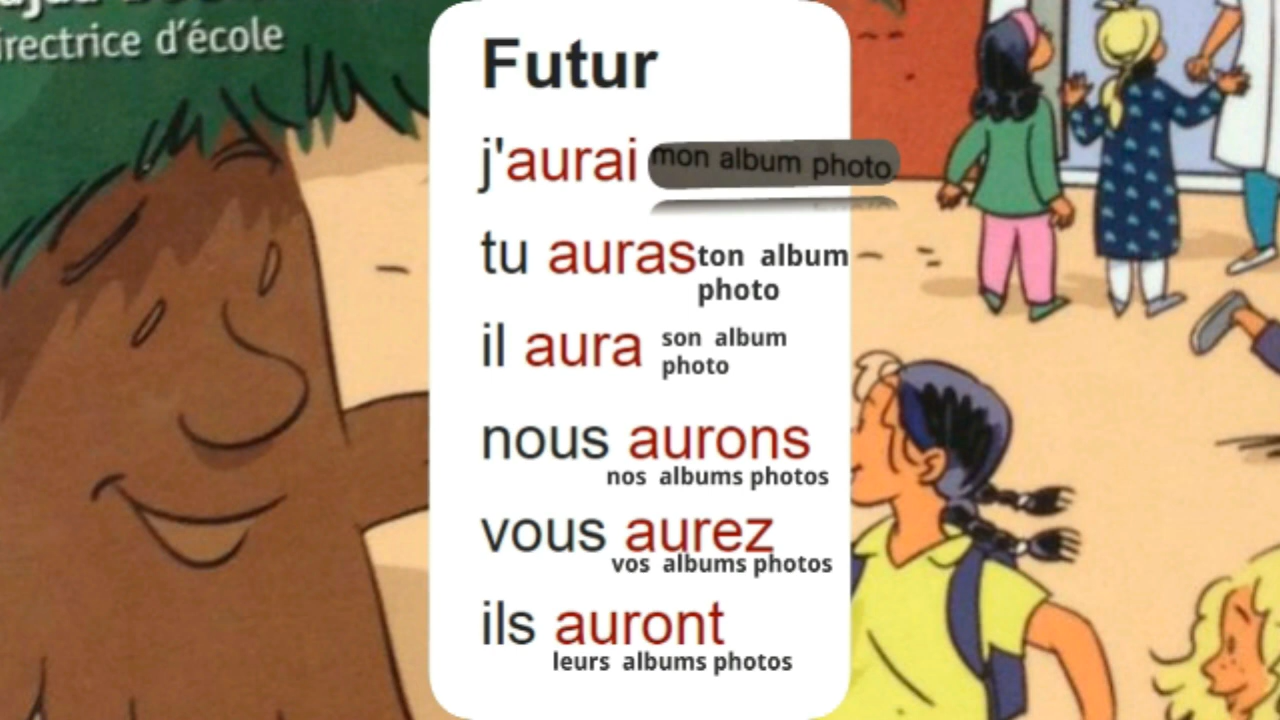 irectrice d'école
Futur
j'aurai mon album photo
tu auras ton album
photo
il aura son album
photo
nous aurons
nos albums photos
vous aurez
vos albums photos
ils auront
leurs albums photos